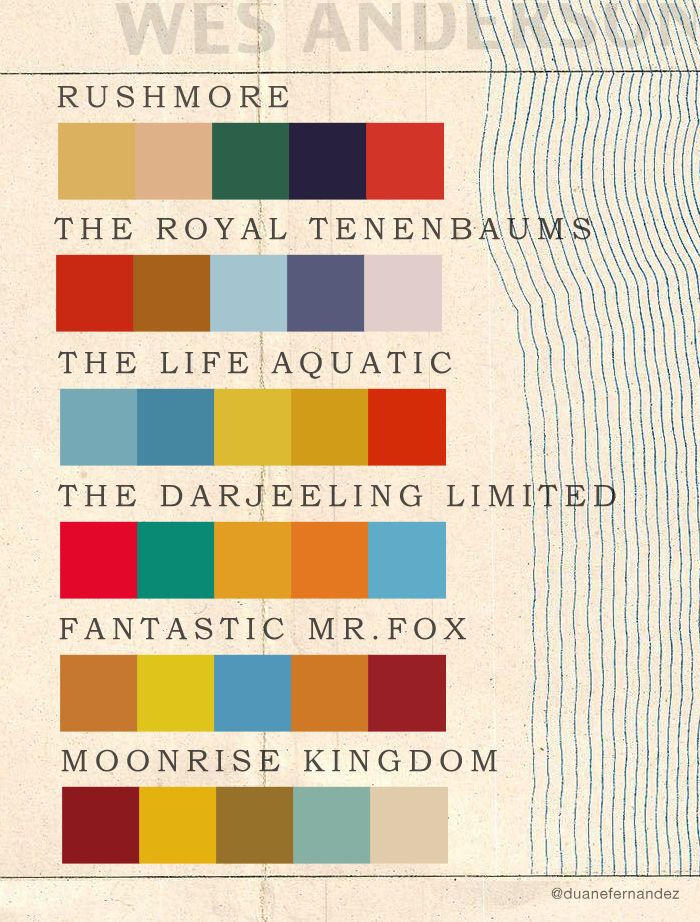 WES ANDERSON
RUSHMORE
THE ROYAL TENENBAUMS
THE LIFE AQUATIC
THE DARJEELING LIMITED
FANTASTIC MR.FOX
MOONRISE KINGDOM
@duanefernandez